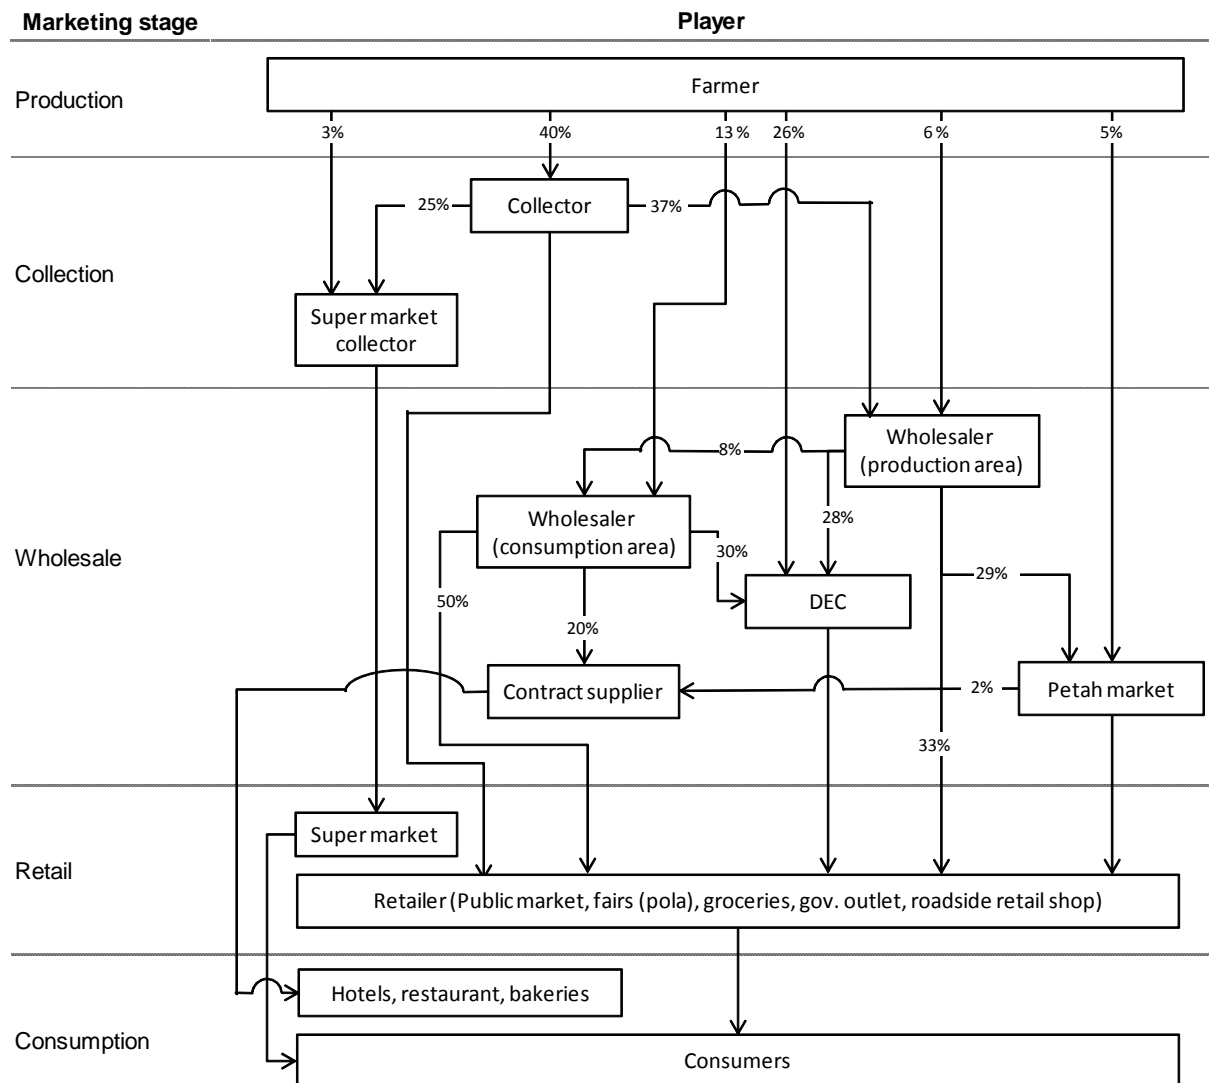 Marketing stage Player
Production
Farmer
3% 40% 13 % 26% 6 % 5%
Collection
Collector
25% 37%
Super market
collector
Wholesale
Wholesaler
(production area)
8%
Wholesaler
(consumption area)
28%
30%
29%
DEC
50%
20%
Contract supplier
2%
Petah market
33%
Retail
Super market
Retailer (Public market, fairs (pola), groceries, gov. outlet, roadside retail shop)
Consumption
Hotels, restaurant, bakeries
Consumers